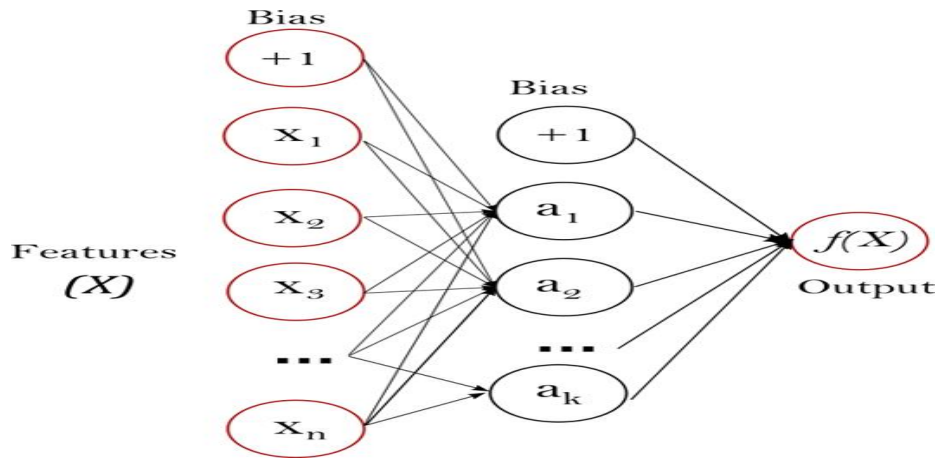 Bias
+1
x₁
x₂
x₃
...
xₙ
Features
(X)
Bias
+1
a₁
a₂
...
aₖ
f(X)
Output